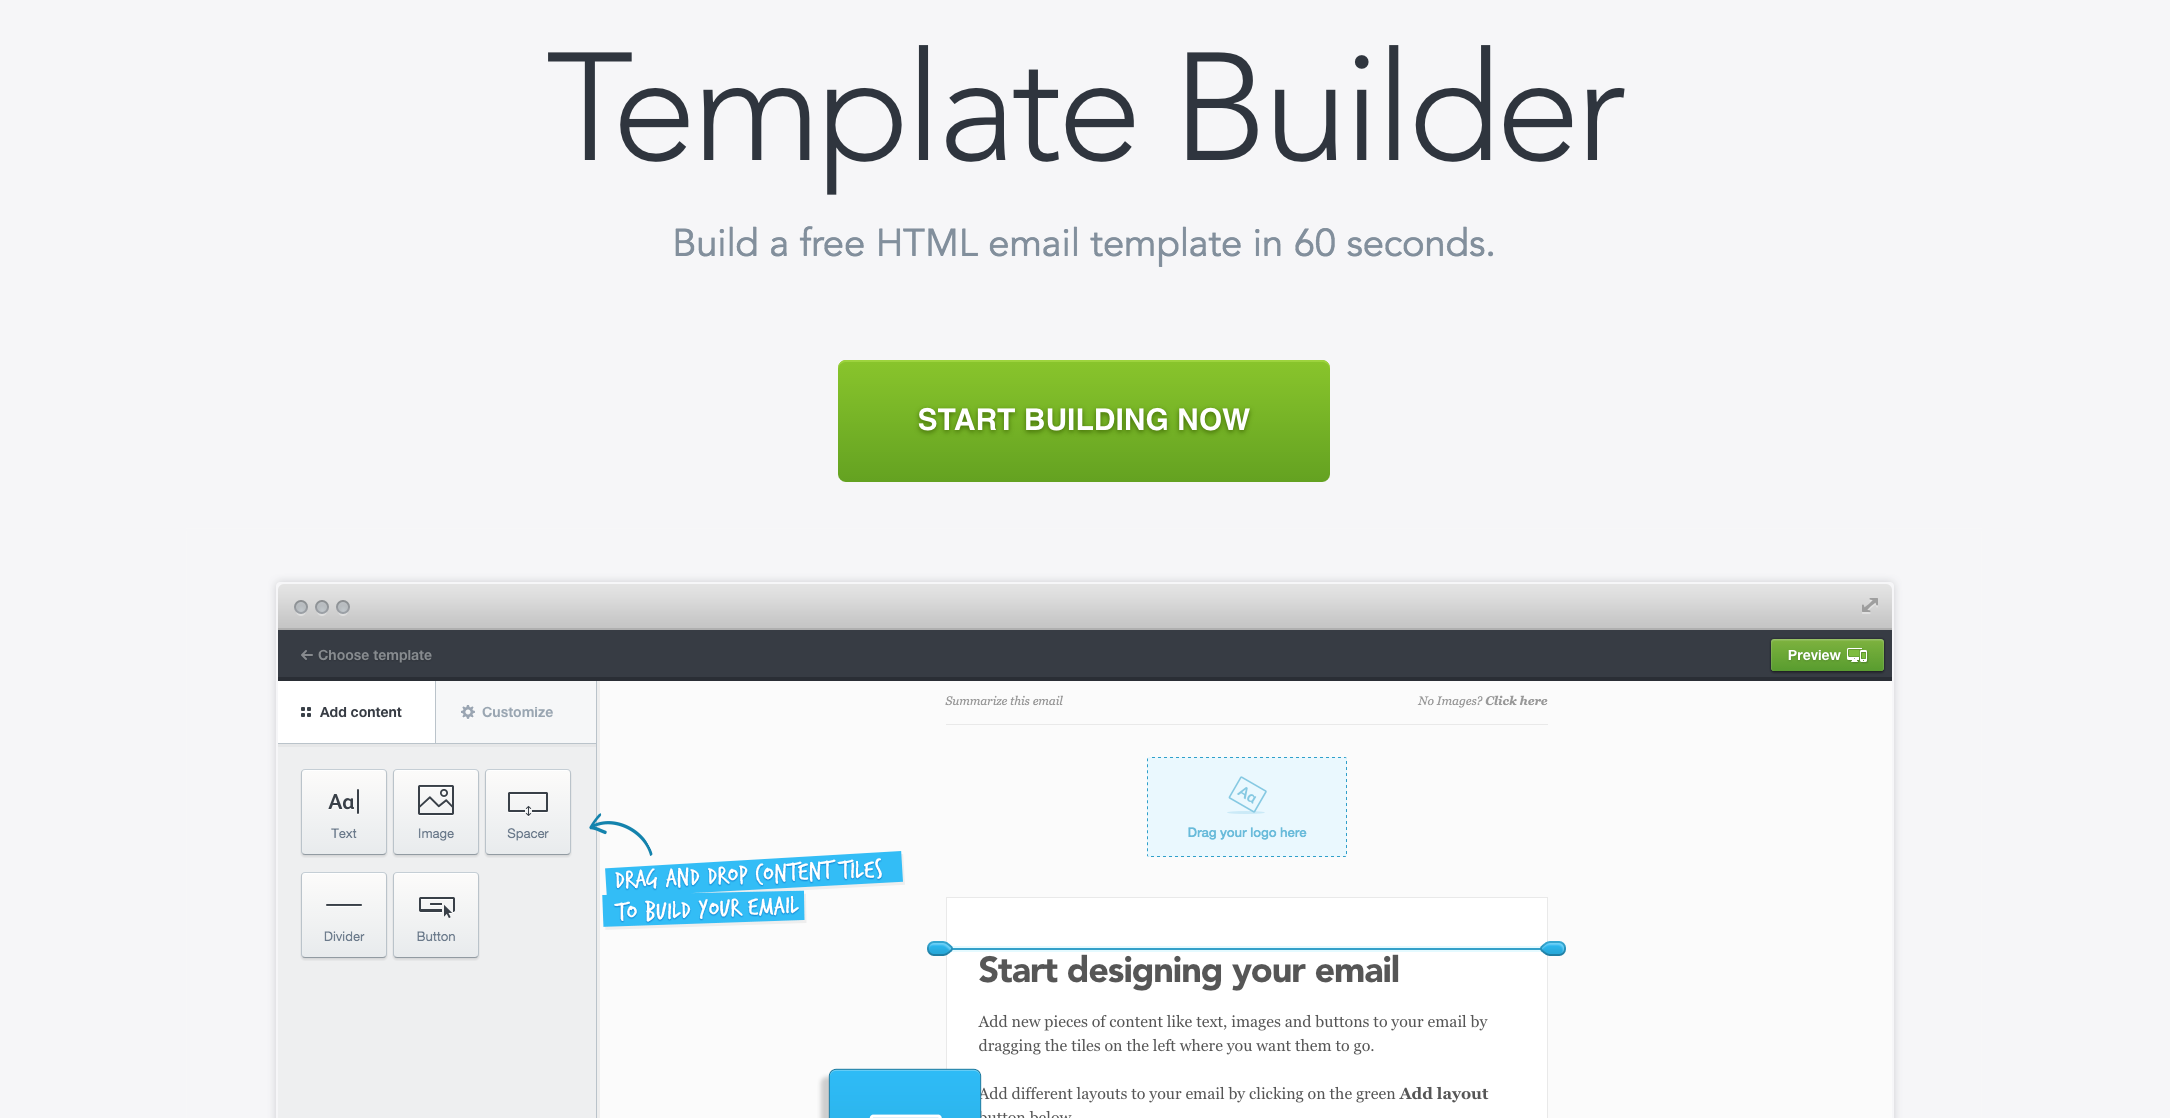 Template Builder
Build a free HTML email template in 60 seconds.
START BUILDING NOW
Choose template
Preview
Add content
Customize
Summarize this email
No Images? Click here
Aa
Text
Image
Spacer
Divider
Button
DRAG AND DROP CONTENT TILES
TO BUILD YOUR EMAIL
Aa
Drag your logo here
Start designing your email
Add new pieces of content like text, images and buttons to your email by
dragging the tiles on the left where you want them to go.
Add different layouts to your email by clicking on the green Add layout
button below